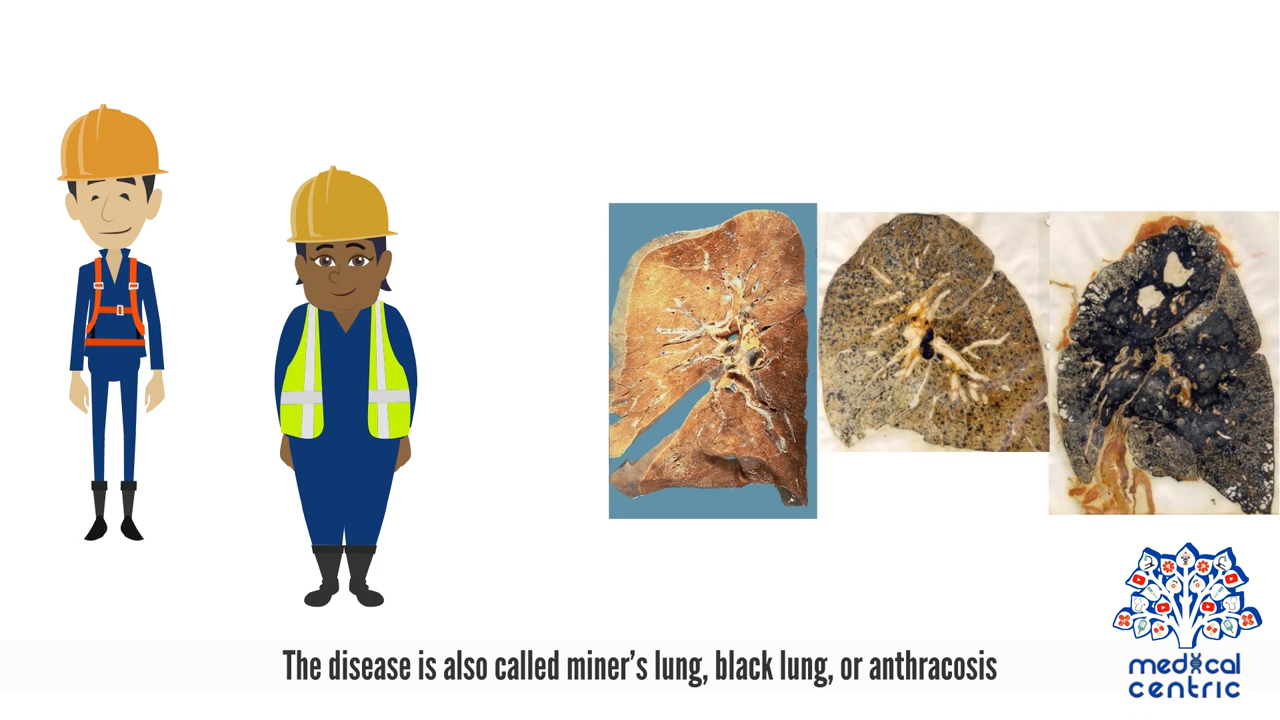 The disease is also called miner's lung, black lung, or anthracosis
medical
centric